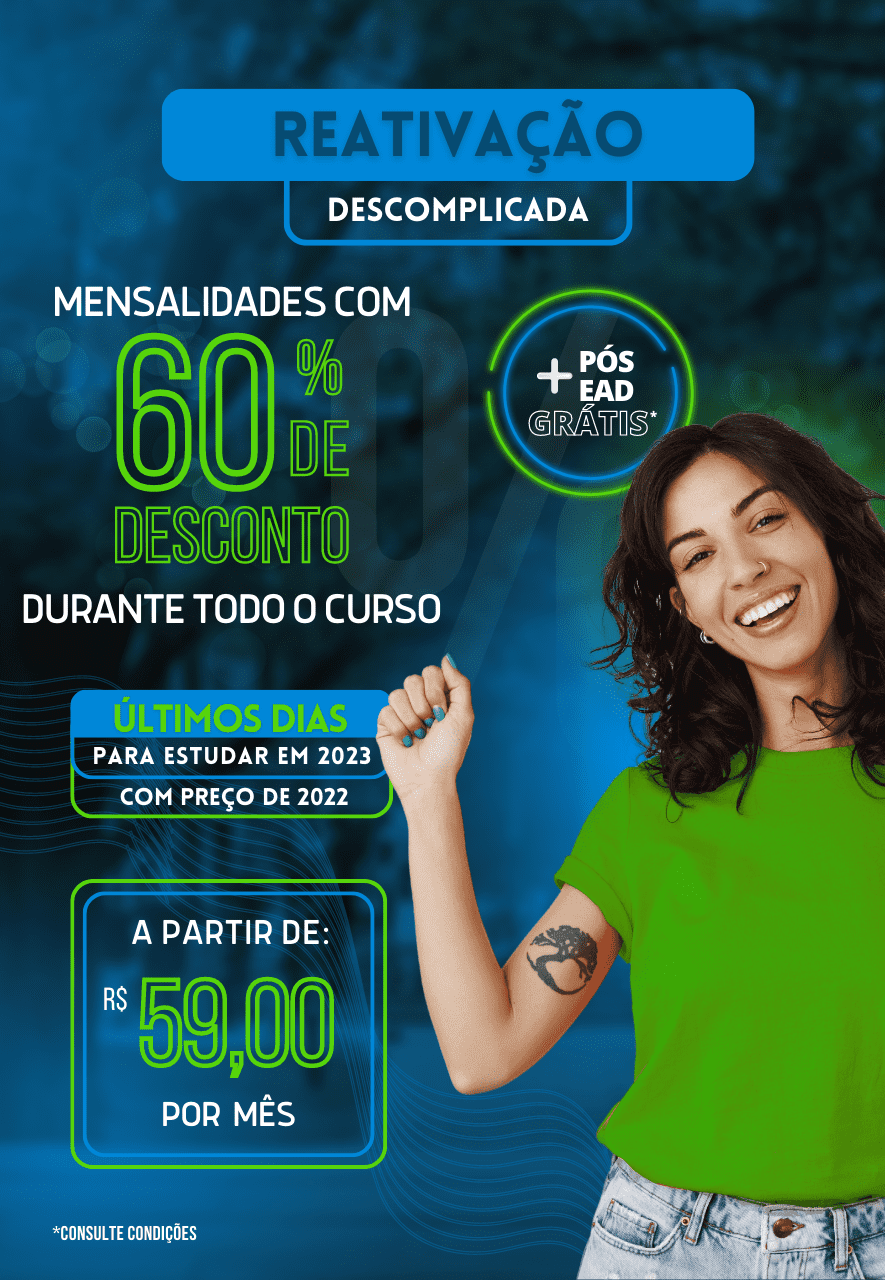 REATIVAÇÃO
DESCOMPLICADA
MENSALIDADES COM
60%
DE
DESCONTO
DURANTE TODO O CURSO
+ PÓS
EAD
GRÁTIS*
ÚLTIMOS DIAS
PARA ESTUDAR EM 2023
COM PREÇO DE 2022
A PARTIR DE:
R$ 59,00
POR MÊS
*CONSULTE CONDIÇÕES